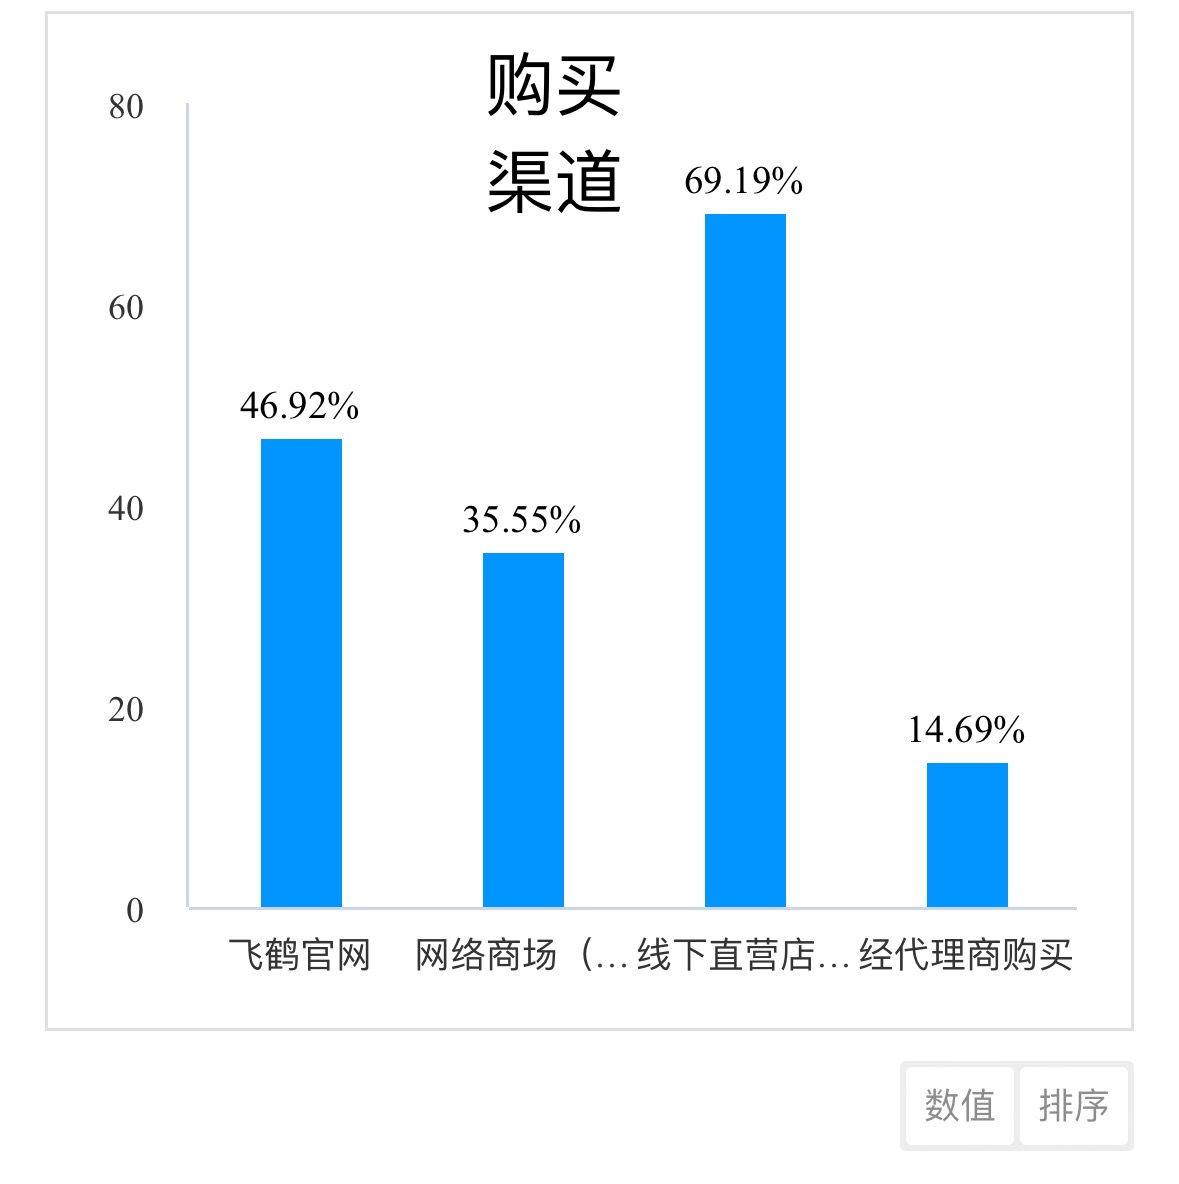 购买
渠道
80
60
40
20
0
46.92%
35.55%
69.19%
14.69%
飞鹤官网
网络商场（...
线下直营店...
经代理商购买
数值
排序